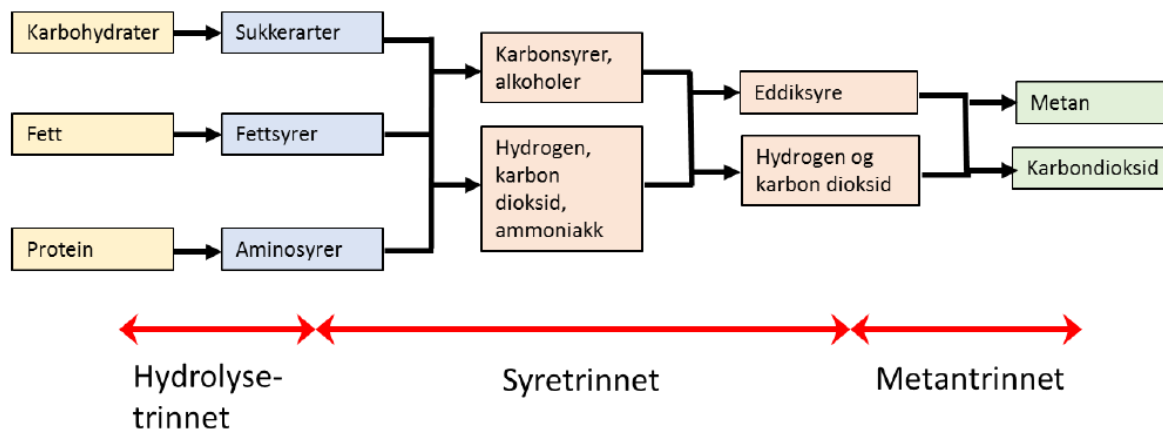 Karbohydrater
Sukkerarter
Fett
Fettsyrer
Protein
Aminosyrer
Karbonsyrer,
alkoholer
Hydrogen,
karbon
dioksid,
ammoniakk
Eddiksyre
Hydrogen og
karbon dioksid
Metan
Karbondioksid
Hydrolyse-
trinnet
Syretrinnet
Metantrinnet